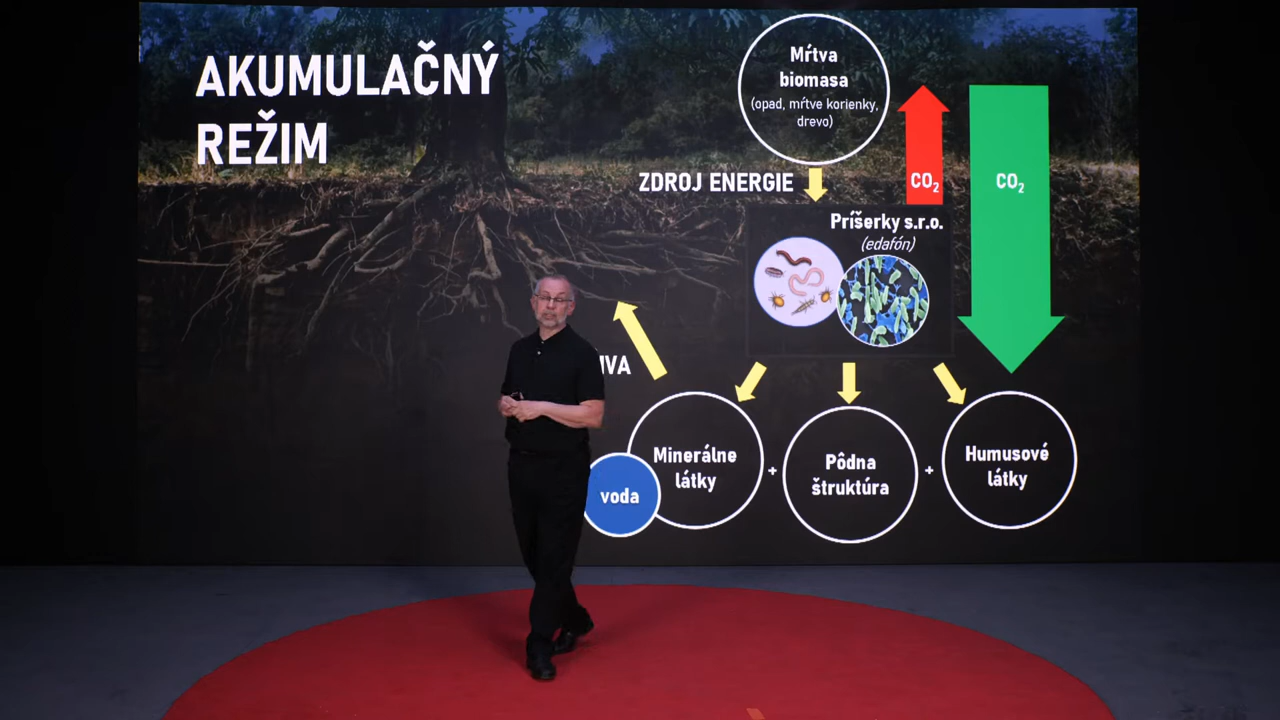 AKUMULAČNÝ
REŽIM
Mŕtva
biomasa
(opad, mŕtve korienky,
drevo)
ZDROJ ENERGIE
CO₂
CO₂
Príšerky s.r.o.
(edafón)
Minerálne
látky
voda
+
Pôdna
štruktúra
+
Humusové
látky